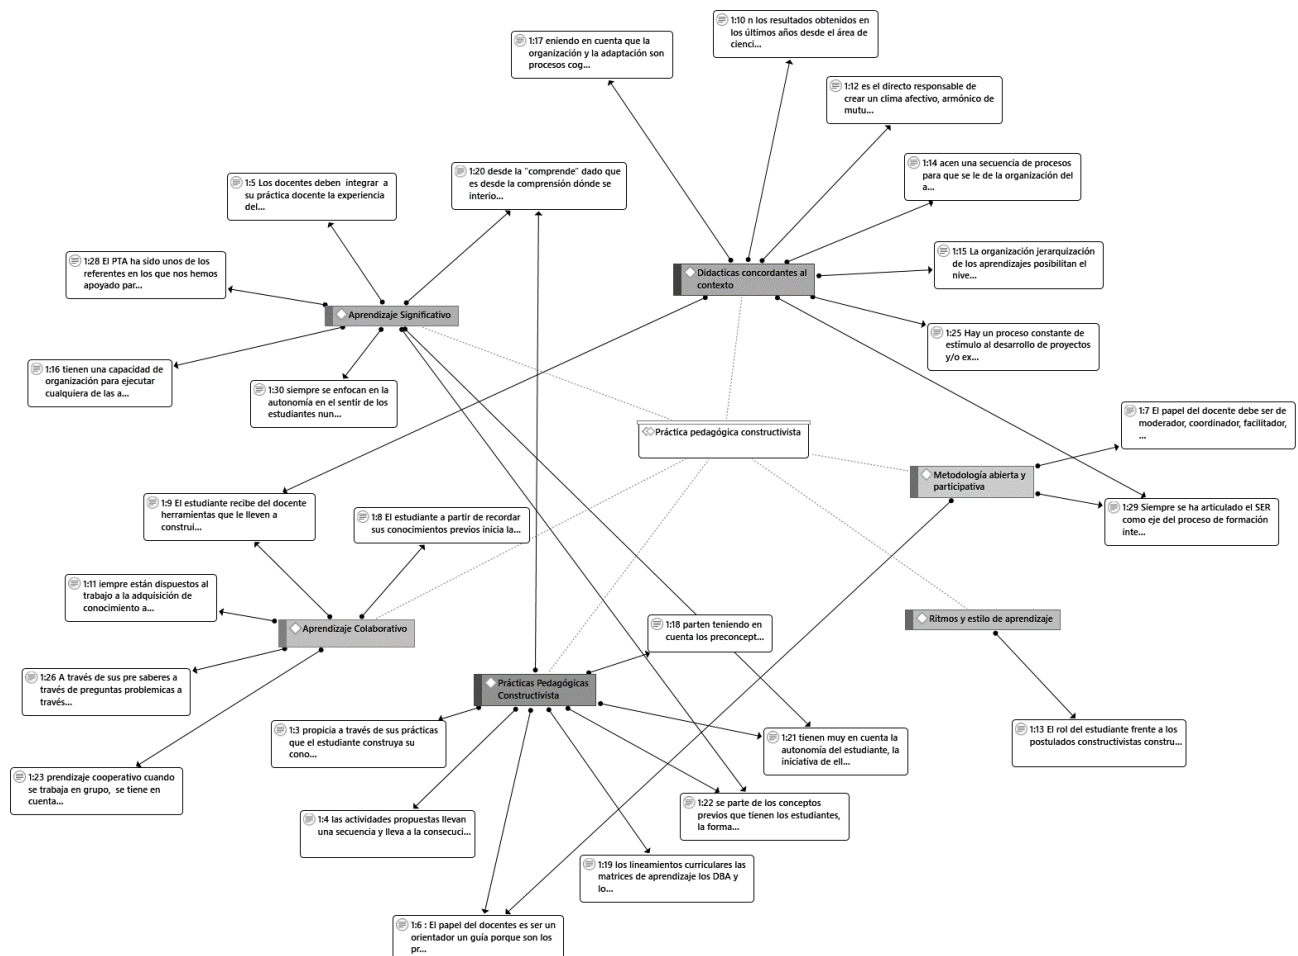 1:10 n los resultados obtenidos en
los últimos años desde el área de
cienci...
1:17 eniendo en cuenta que la
organización y la adaptación son
procesos cog...
1:12 es el directo responsable de
crear un clima afectivo, armónico de
mutu...
1:14 acen una secuencia de procesos
para que se le de la organización del
a...
1:20 desde la "comprende" dado que
es desde la comprensión dónde se
interio...
1:5 Los docentes deben integrar a
su práctica docente la experiencia
del...
1:28 El PTA ha sido unos de los
referentes en los que nos hemos
apoyado par...
1:15 La organización jerarquización
de los aprendizajes posibilitan el
nive...
Didacticas concordantes al
contexto
Aprendizaje Significativo
1:25 Hay un proceso constante de
estímulo al desarrollo de proyectos
y/o ex...
1:16 tienen una capacidad de
organización para ejecutar
cualquiera de las a...
1:30 siempre se enfocan en la
autonomía en el sentir de los
estudiantes nun...
1:7 El papel del docente debe ser de
moderador, coordinador, facilitador,
...
Práctica pedagógica constructivista
Metodología abierta y
participativa
1:9 El estudiante recibe del docente
herramientas que le lleven a
construi...
1:8 El estudiante a partir de recordar
sus conocimientos previos inicia la...
1:29 Siempre se ha articulado el SER
como eje del proceso de formación
inte...
1:11 iempre están dispuestos al
trabajo a la adquisición de
conocimiento a...
Aprendizaje Colaborativo
1:18 parten teniendo en
cuenta los preconcept...
Ritmos y estilo de aprendizaje
1:26 A través de sus pre saberes a
través de preguntas problemicas a
través...
Prácticas Pedagógicas
Constructivista
1:3 propicia a través de sus prácticas
que el estudiante construya su
cono...
1:21 tienen muy en cuenta la
autonomía del estudiante, la
iniciativa de ell...
1:13 El rol del estudiante frente a los
postulados constructivistas constru...
1:23 prendizaje cooperativo cuando
se trabaja en grupo, se tiene en
cuenta...
1:4 las actividades propuestas llevan
una secuencia y lleva a la consecuci...
1:22 se parte de los conceptos
previos que tienen los estudiantes,
la forma...
1:19 los lineamientos curriculares las
matrices de aprendizaje los DBA y
lo...
1:6 : El papel del docentes es ser un
orientador un guía porque son los
pr...